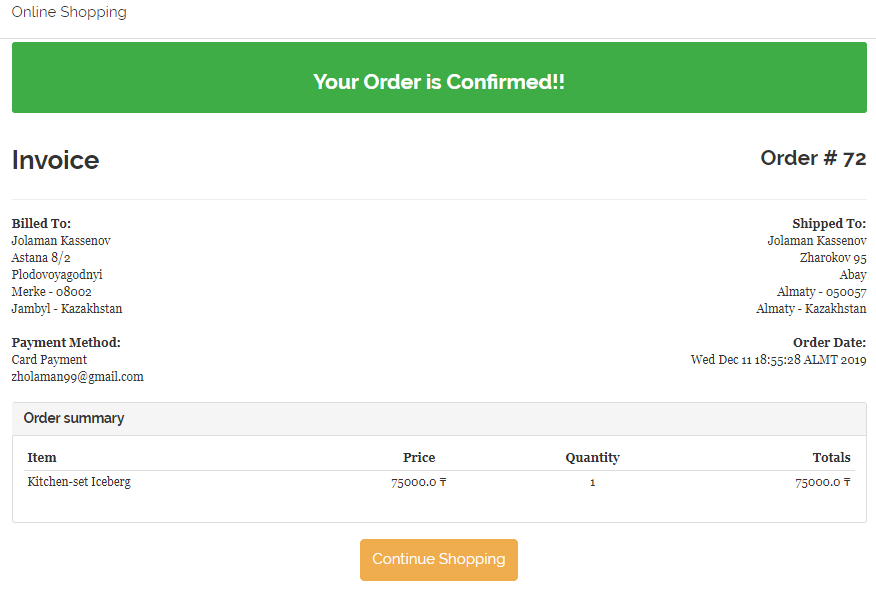 Online Shopping
Your Order is Confirmed!!
Invoice
Order # 72
Billed To:
Jolaman Kassenov
Astana 8/2
Plodovoyagodnyi
Merke - 08002
Jambyl - Kazakhstan
Shipped To:
Jolaman Kassenov
Zharokov 95
Abay
Almaty - 050057
Almaty - Kazakhstan
Payment Method:
Card Payment
zholaman99@gmail.com
Order Date:
Wed Dec 11 18:55:28 ALMT 2019
Order summary
Item Price Quantity Totals
Kitchen-set Iceberg 75000.0 ₸ 1 75000.0 ₸
Continue Shopping